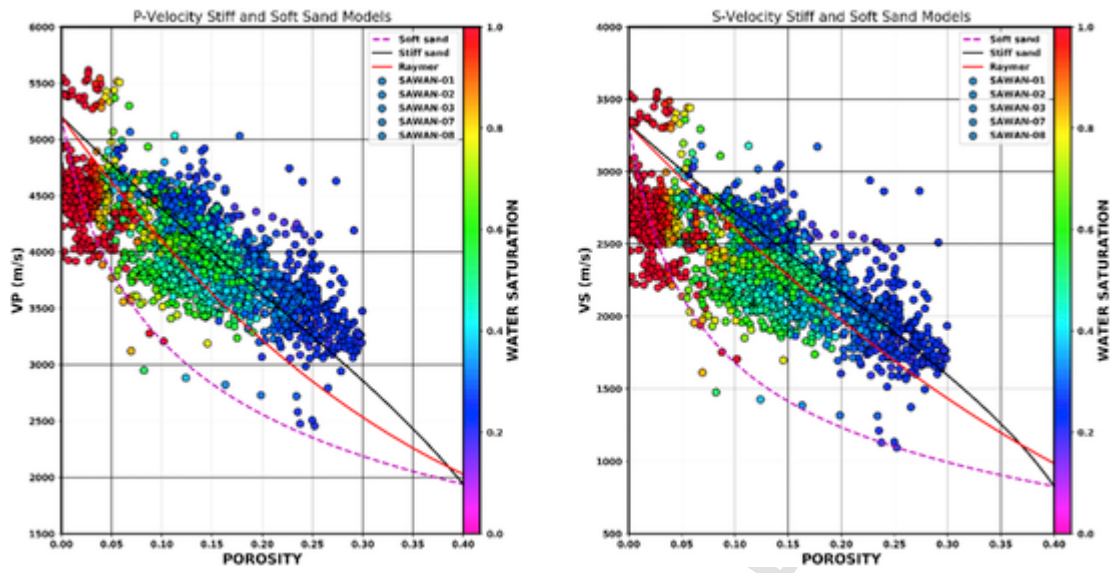 P-Velocity Stiff and Soft Sand Models
6000
5500
5000
4500
4000
3500
3000
2500
2000
1500
0.00 0.05 0.10 0.15 0.20 0.25 0.30 0.35 0.40
VP (m/s)
POROSITY
Soft sand
Stiff sand
Raymer
SAWAN-01
SAWAN-02
SAWAN-03
SAWAN-07
SAWAN-08
1.0
0.8
0.6
0.4
0.2
0.0
WATER SATURATION
S-Velocity Stiff and Soft Sand Models
4000
3500
3000
2500
2000
1500
1000
500
0.00 0.05 0.10 0.15 0.20 0.25 0.30 0.35 0.40
VS (m/s)
POROSITY
Soft sand
Stiff sand
Raymer
SAWAN-01
SAWAN-02
SAWAN-03
SAWAN-07
SAWAN-08
1.0
0.8
0.6
0.4
0.2
0.0
WATER SATURATION